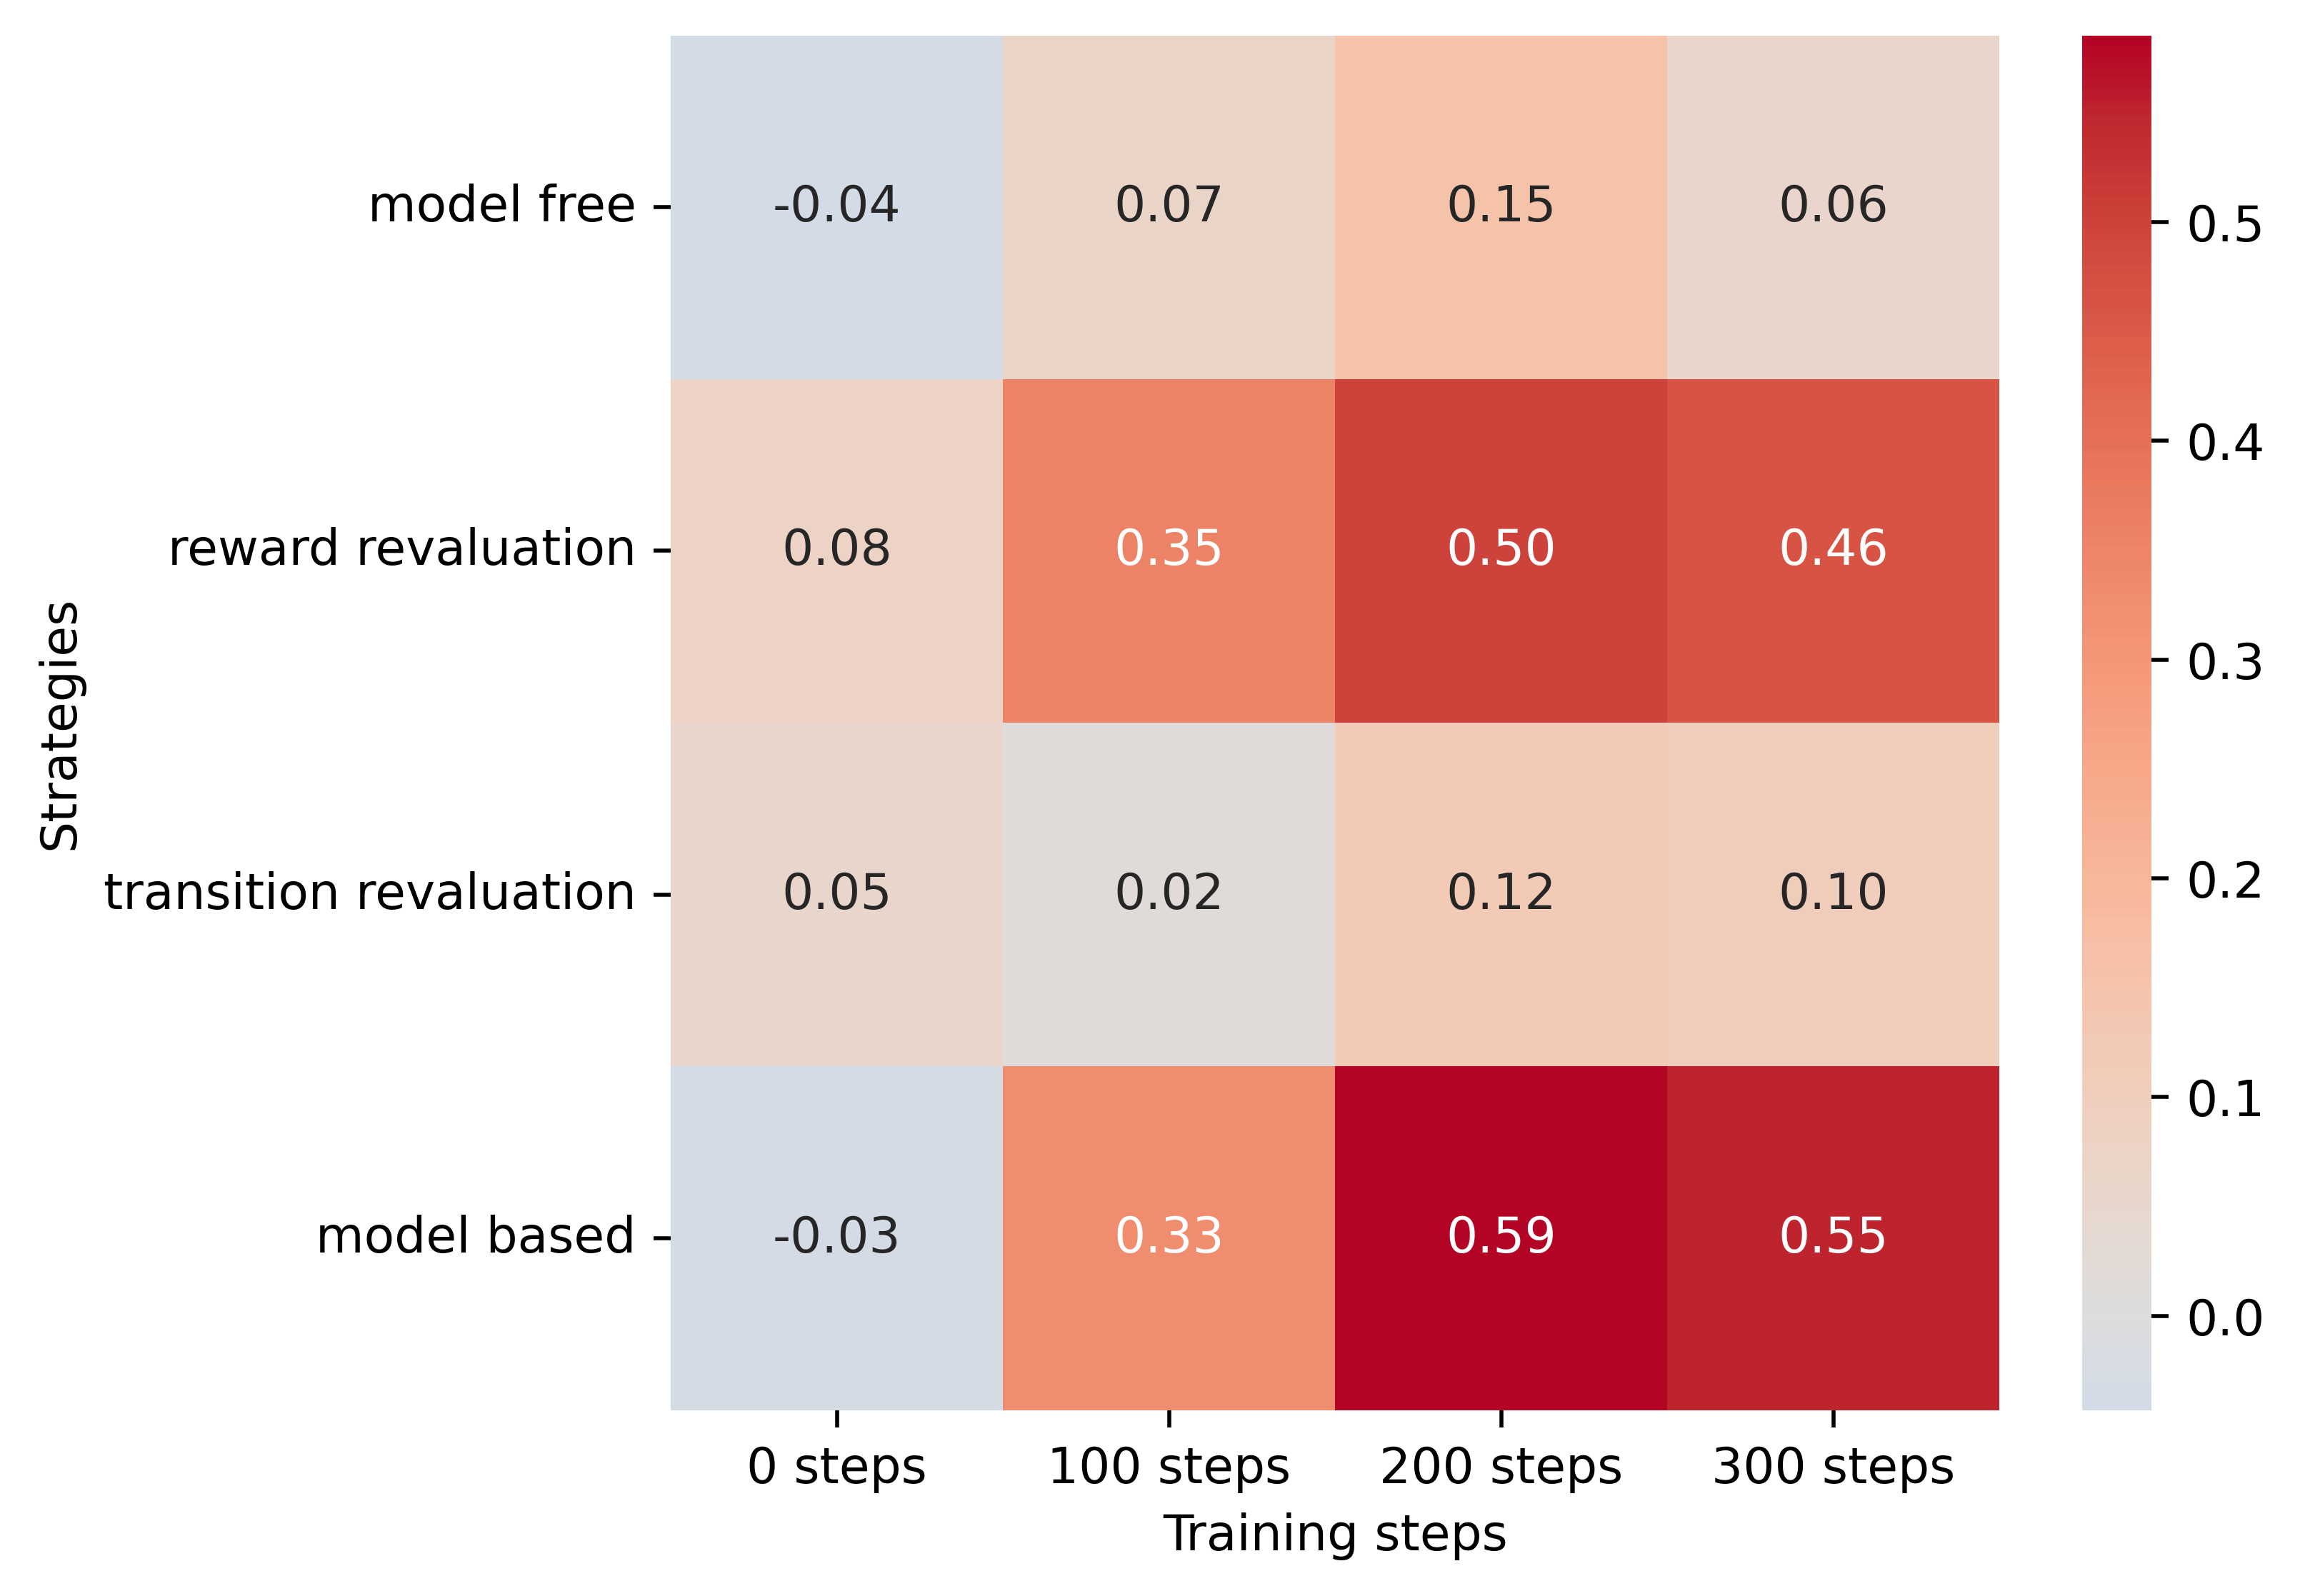 Strategies
model free
-0.04 0.07 0.15 0.06
reward revaluation
0.08 0.35 0.50 0.46
transition revaluation
0.05 0.02 0.12 0.10
model based
-0.03 0.33 0.59 0.55
0 steps 100 steps 200 steps 300 steps
Training steps
0.5
0.4
0.3
0.2
0.1
0.0